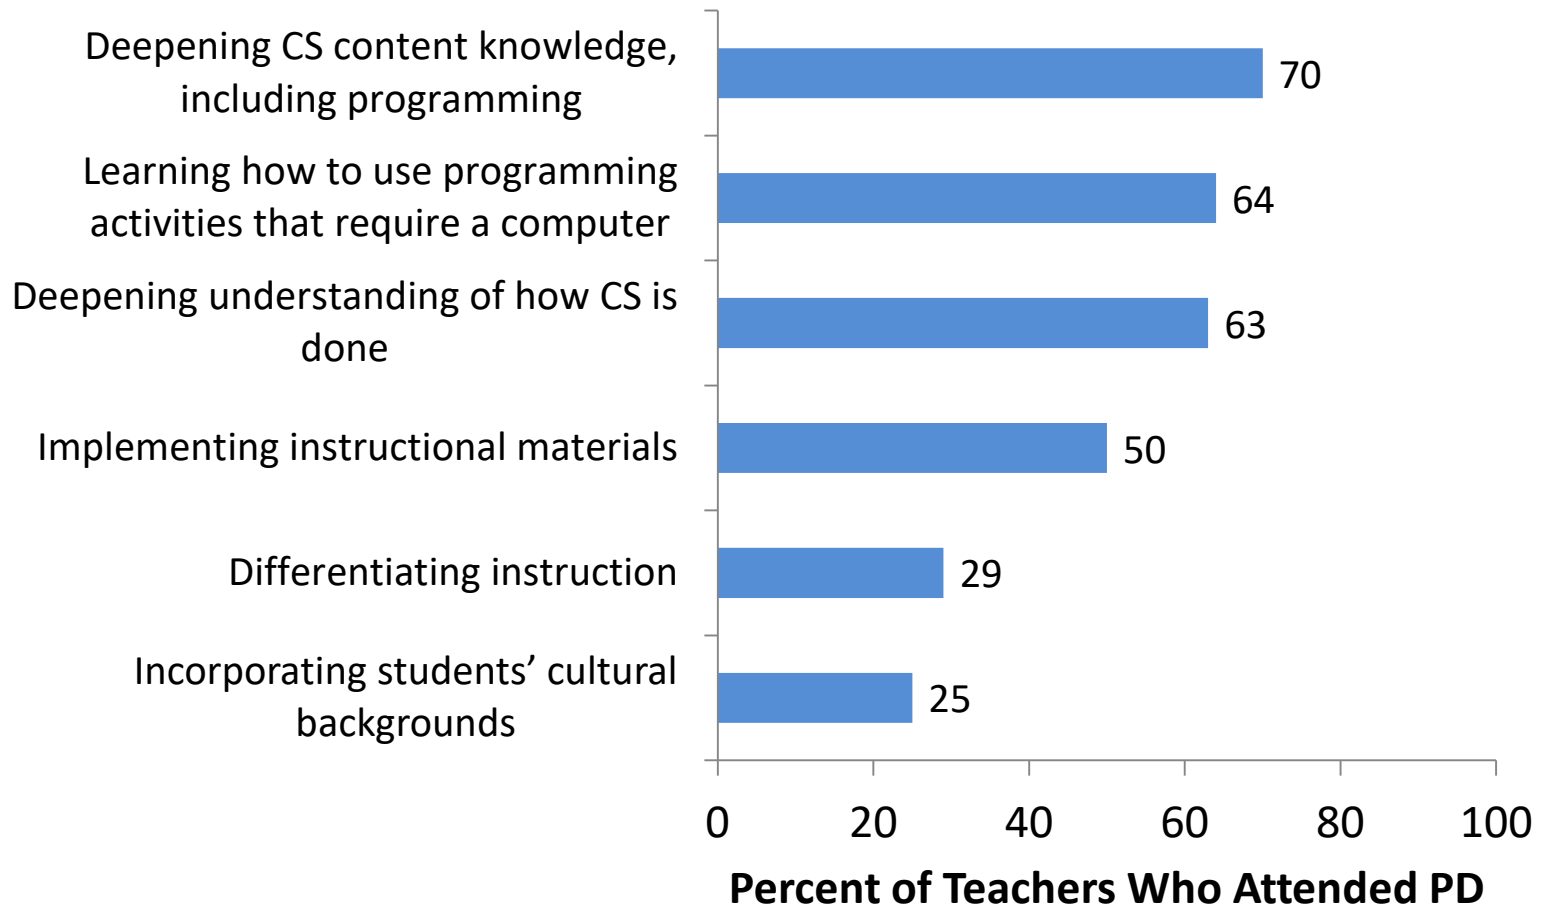 Deepening CS content knowledge,
including programming
70
Learning how to use programming
activities that require a computer
64
Deepening understanding of how CS is
done
63
Implementing instructional materials
50
Differentiating instruction
29
Incorporating students’ cultural
backgrounds
25
0 20 40 60 80 100
Percent of Teachers Who Attended PD